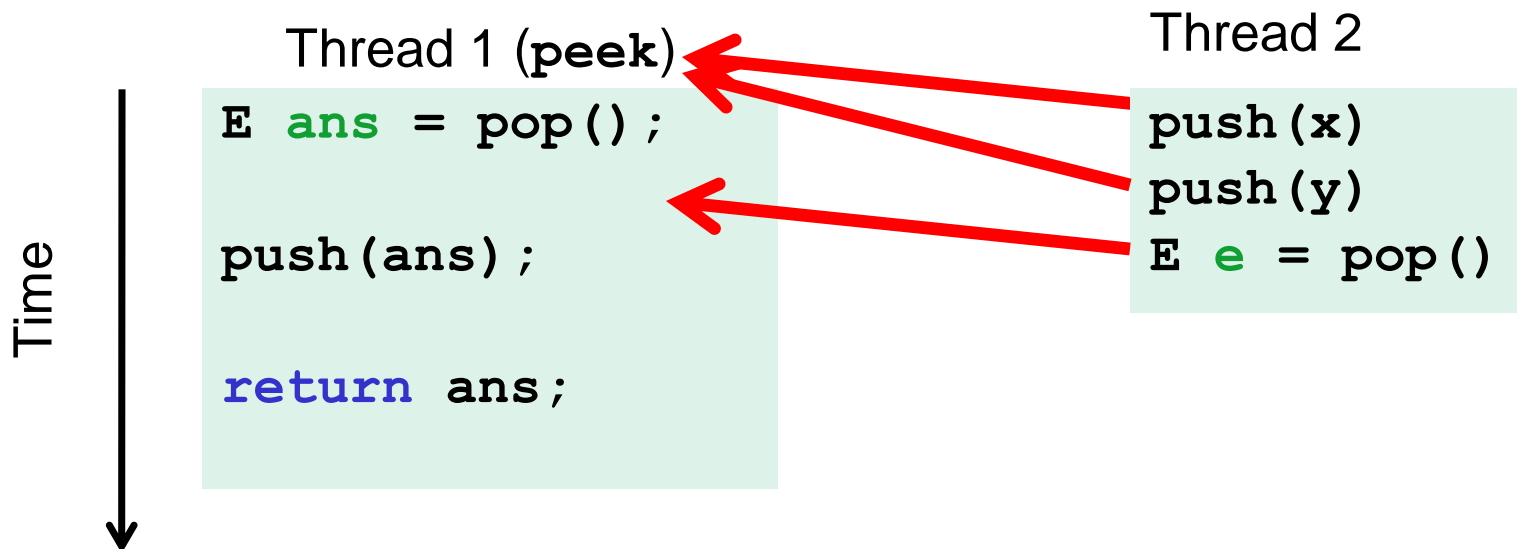 Thread 1 (peek)
E ans = pop();
push(ans);
return ans;
Time
Thread 2
push(x)
push(y)
E e = pop()